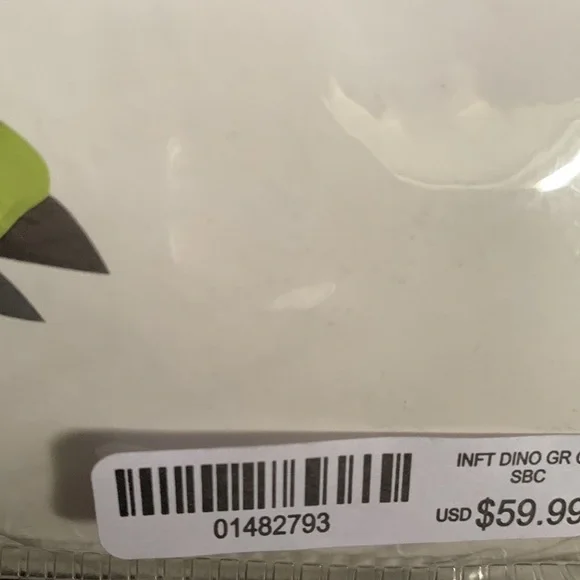 INFT DINO GR
SBC
01482793
USD $59.99